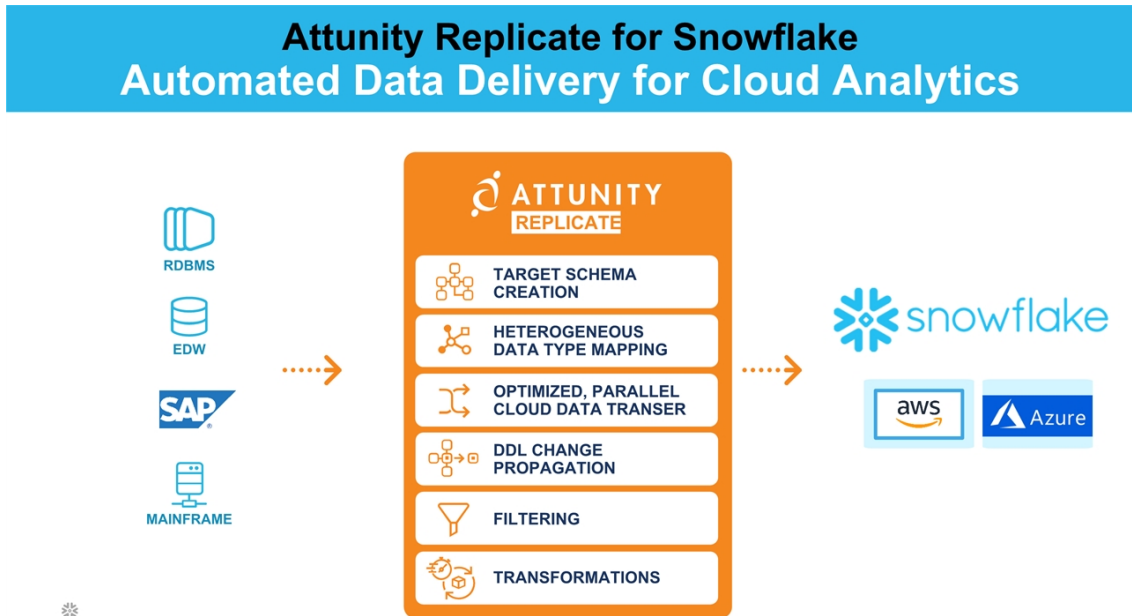 Attunity Replicate for Snowflake
Automated Data Delivery for Cloud Analytics
RDBMS
EDW
SAP
®
MAINFRAME
ATTUNITY
REPLICATE
TARGET SCHEMA
CREATION
HETEROGENEOUS
DATA TYPE MAPPING
OPTIMIZED, PARALLEL
CLOUD DATA TRANSER
DDL CHANGE
PROPAGATION
FILTERING
TRANSFORMATIONS
snowflake
aws
Azure